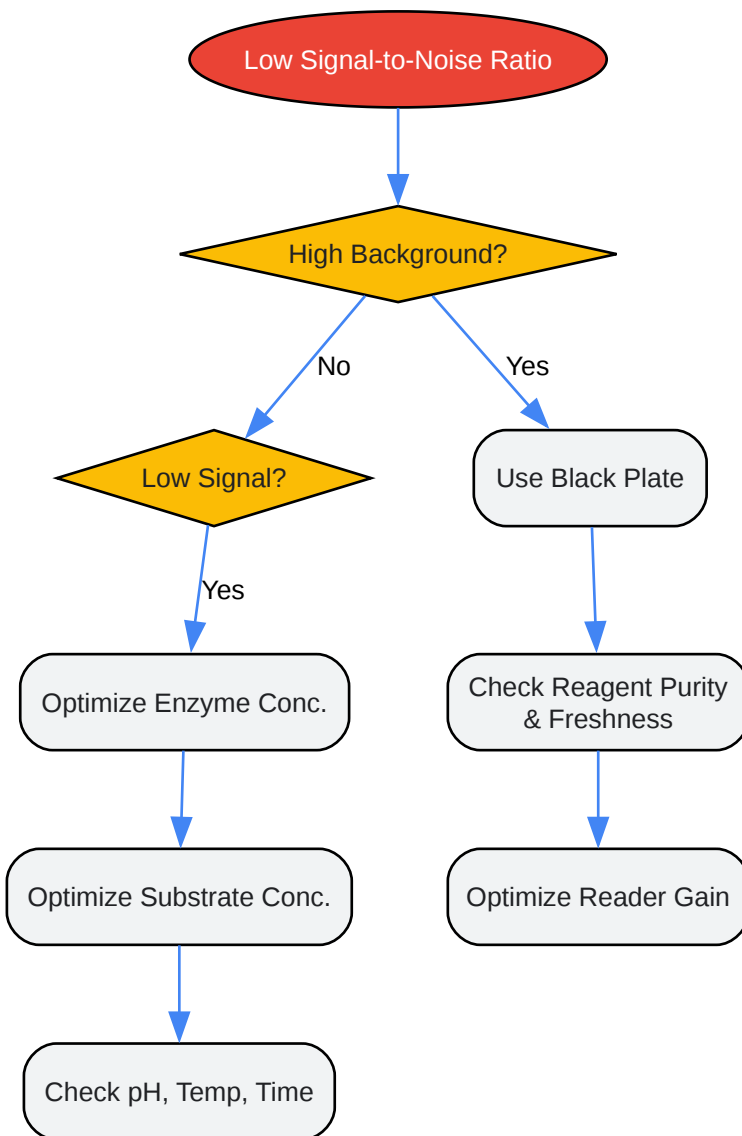 Low Signal-to-Noise Ratio
High Background?
No
Yes
Low Signal?
Use Black Plate
Yes
Optimize Enzyme Conc.
Check Reagent Purity
& Freshness
Optimize Substrate Conc.
Optimize Reader Gain
Check pH, Temp, Time